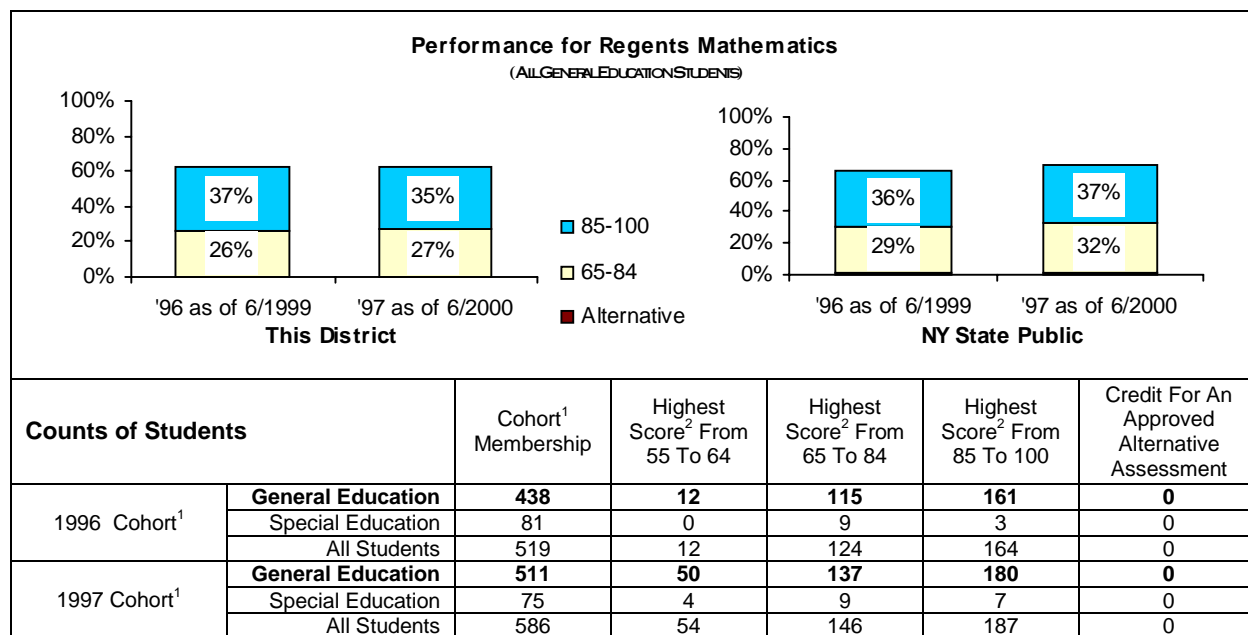 Performance for Regents Mathematics
(ALL GENERAL EDUCATION STUDENTS)
100%
80%
60%
40%
20%
0%
37%
26%
35%
27%
'96 as of 6/1999
'97 as of 6/2000
This District
85-100
65-84
Alternative
100%
80%
60%
40%
20%
0%
36%
29%
37%
32%
'96 as of 6/1999
'97 as of 6/2000
NY State Public
Counts of Students
Cohort1
Membership
Highest
Score2 From
55 To 64
Highest
Score2 From
65 To 84
Highest
Score2 From
85 To 100
Credit For An
Approved
Alternative
Assessment
1996 Cohort1
General Education 438 12 115 161 0
Special Education 81 0 9 3 0
All Students 519 12 124 164 0
1997 Cohort1
General Education 511 50 137 180 0
Special Education 75 4 9 7 0
All Students 586 54 146 187 0